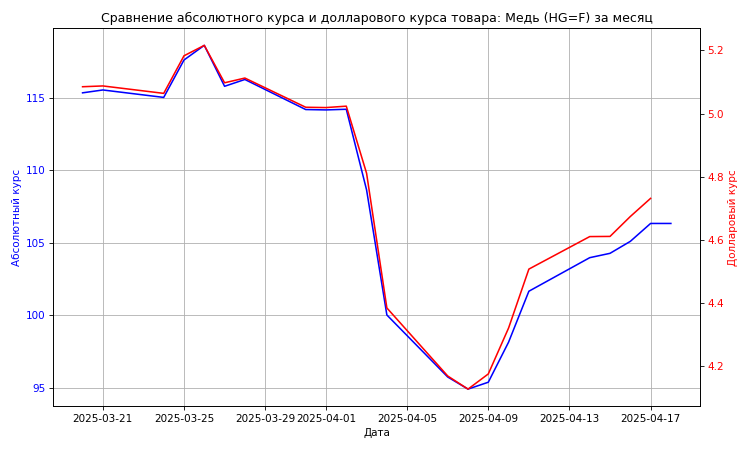 Сравнение абсолютного курса и долларового курса товара: Медь (HG=F) за месяц
Абсолютный курс
115
110
105
100
95
5.2
5.0
4.8
4.6
4.4
4.2
Долларовый курс
2025-03-21 2025-03-25 2025-03-29 2025-04-01 2025-04-05 2025-04-09 2025-04-13 2025-04-17
Дата